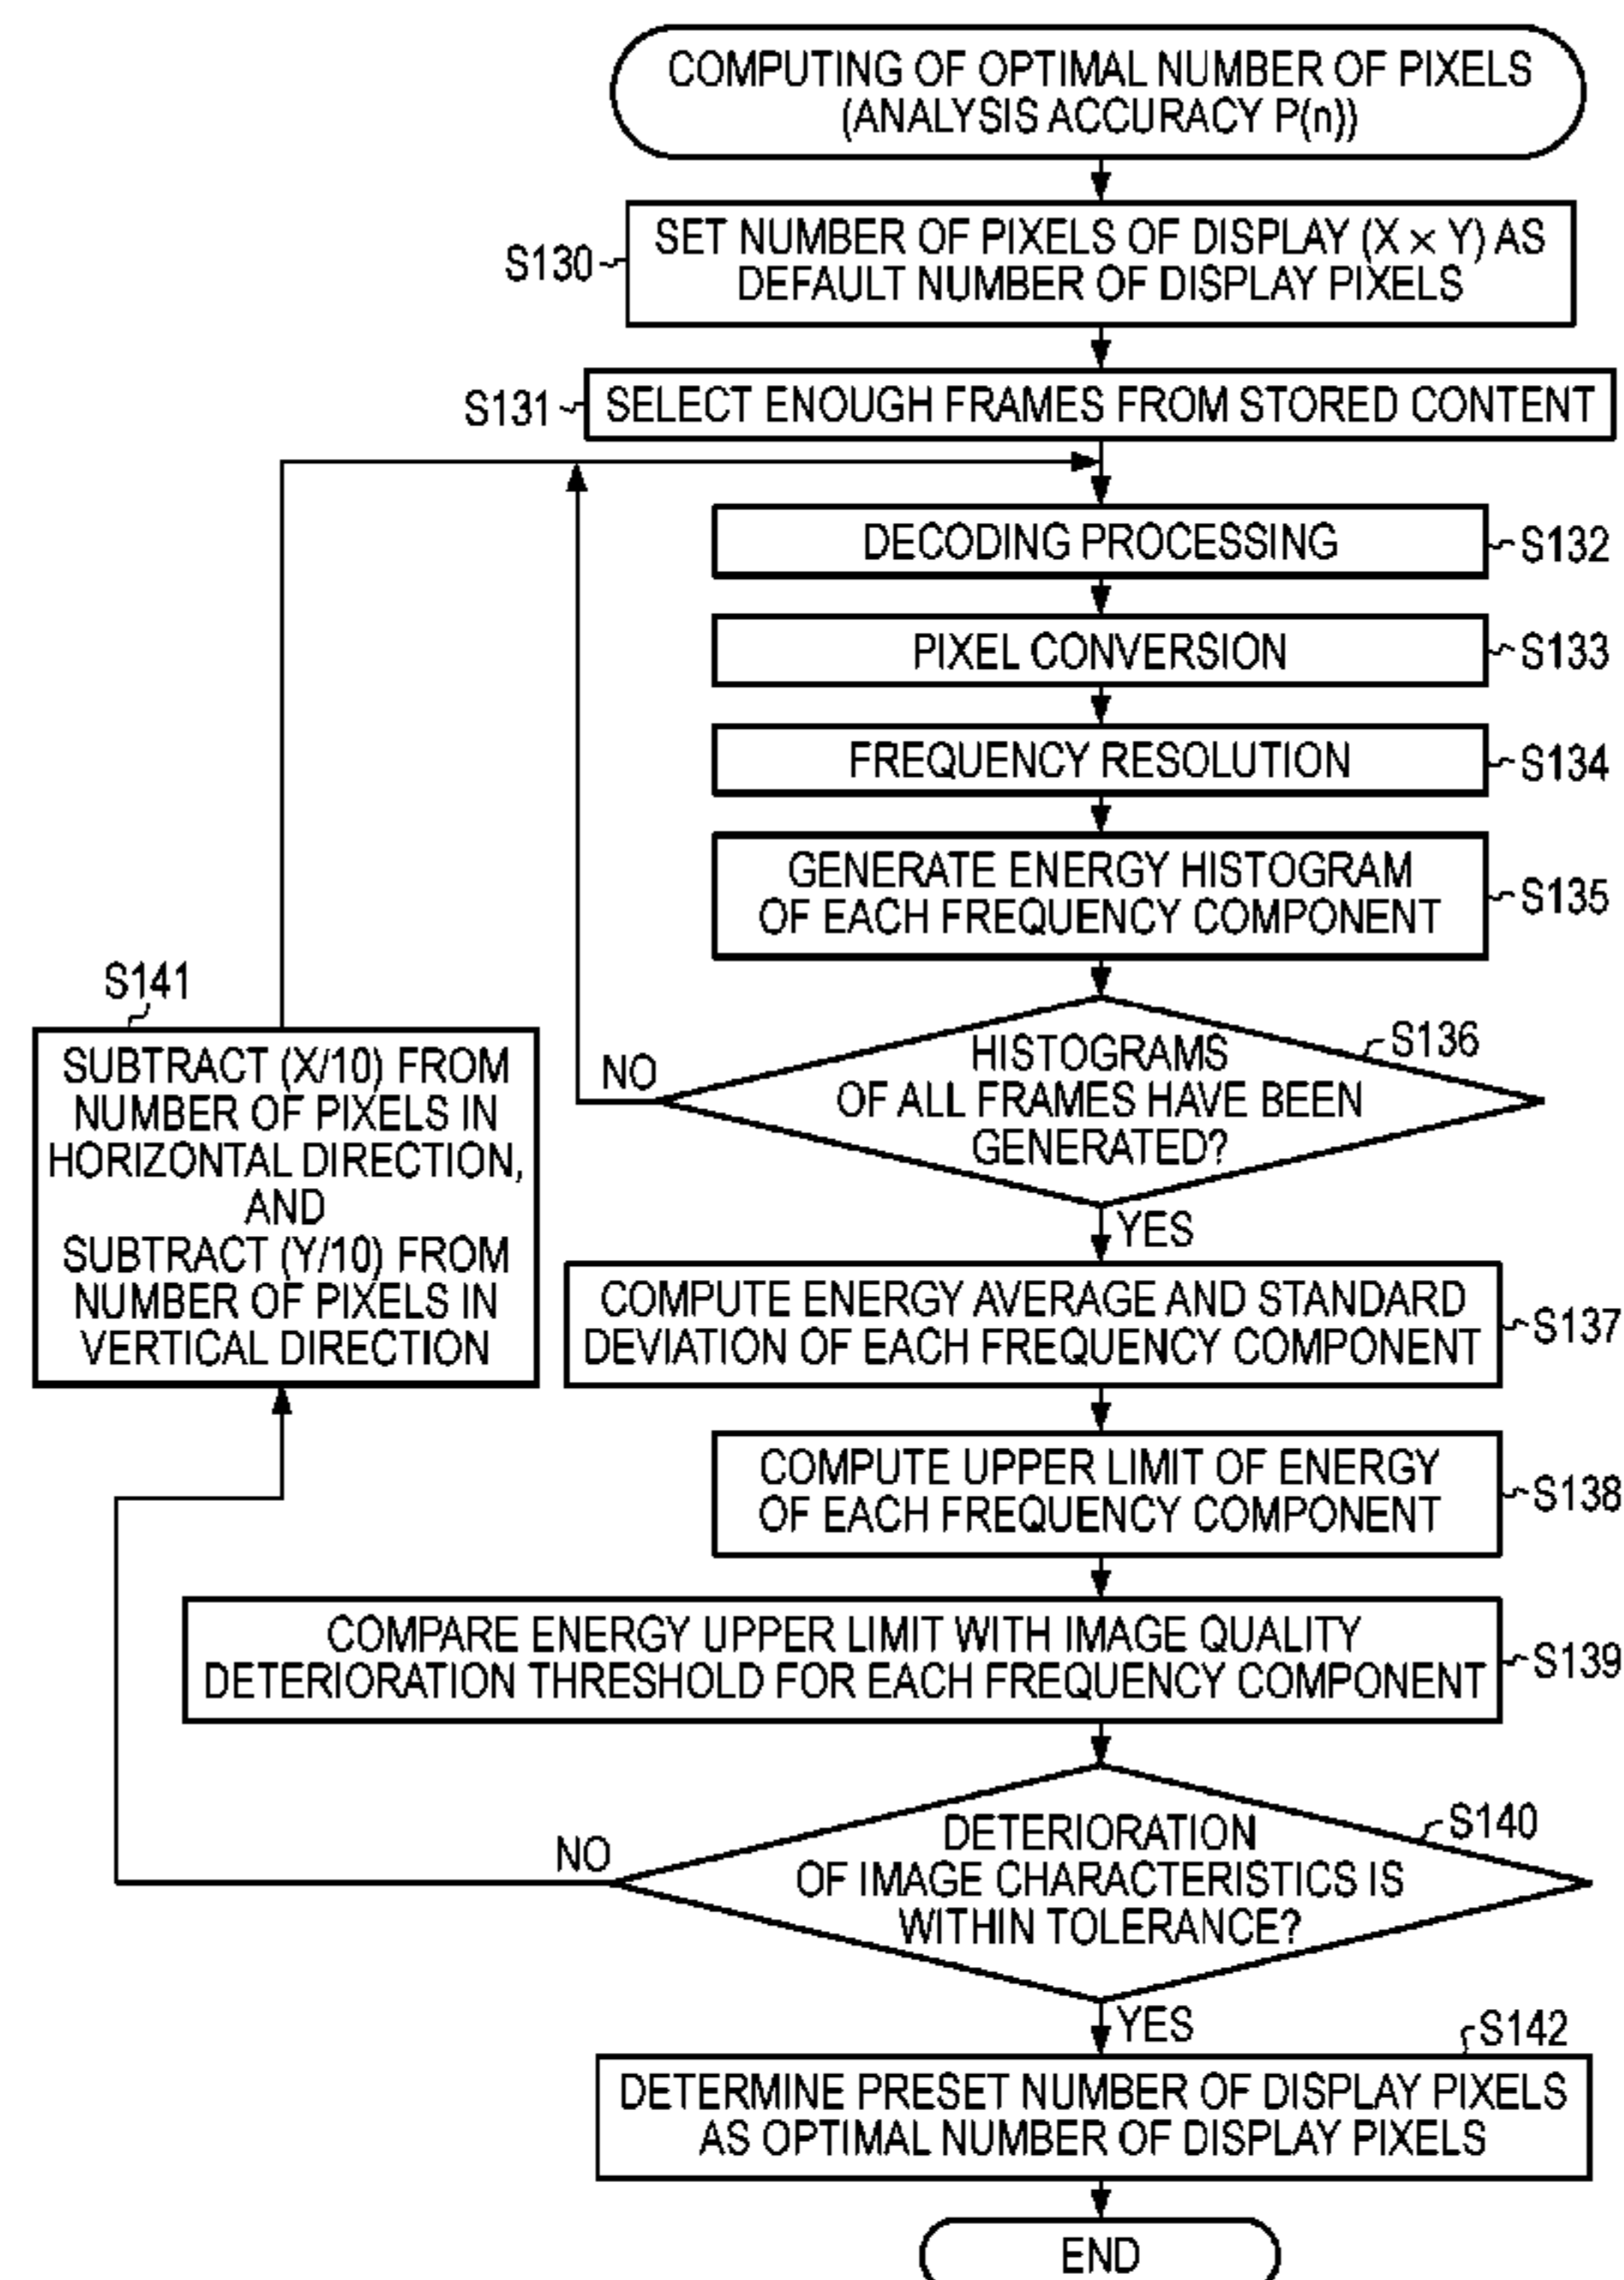 COMPUTING OF OPTIMAL NUMBER OF PIXELS
(ANALYSIS ACCURACY P(n))
S130
SET NUMBER OF PIXELS OF DISPLAY (X × Y) AS
DEFAULT NUMBER OF DISPLAY PIXELS
S131
SELECT ENOUGH FRAMES FROM STORED CONTENT
DECODING PROCESSING
S132
PIXEL CONVERSION
S133
FREQUENCY RESOLUTION
S134
GENERATE ENERGY HISTOGRAM
OF EACH FREQUENCY COMPONENT
S135
HISTOGRAMS
OF ALL FRAMES HAVE BEEN
GENERATED?
S136
NO
YES
S141
SUBTRACT (X/10) FROM
NUMBER OF PIXELS IN
HORIZONTAL DIRECTION,
AND
SUBTRACT (Y/10) FROM
NUMBER OF PIXELS IN
VERTICAL DIRECTION
COMPUTE ENERGY AVERAGE AND STANDARD
DEVIATION OF EACH FREQUENCY COMPONENT
S137
COMPUTE UPPER LIMIT OF ENERGY
OF EACH FREQUENCY COMPONENT
S138
COMPARE ENERGY UPPER LIMIT WITH IMAGE QUALITY
DETERIORATION THRESHOLD FOR EACH FREQUENCY COMPONENT
S139
DETERIORATION
OF IMAGE CHARACTERISTICS IS
WITHIN TOLERANCE?
S140
NO
YES
S142
DETERMINE PRESET NUMBER OF DISPLAY PIXELS
AS OPTIMAL NUMBER OF DISPLAY PIXELS
END